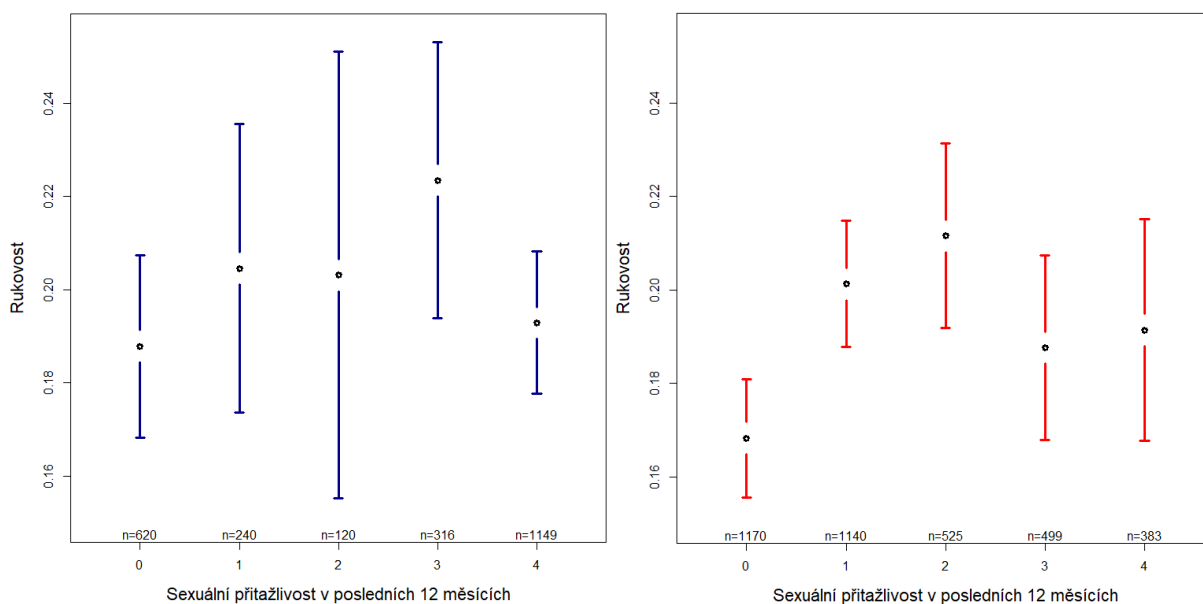 Rukovost
0.24
0.22
0.20
0.18
0.16
n=620 n=240 n=120 n=316 n=1149
0 1 2 3 4
Sexuální přitažlivost v posledních 12 měsících
Rukovost
0.24
0.22
0.20
0.18
0.16
n=1170 n=1140 n=525 n=499 n=383
0 1 2 3 4
Sexuální přitažlivost v posledních 12 měsících